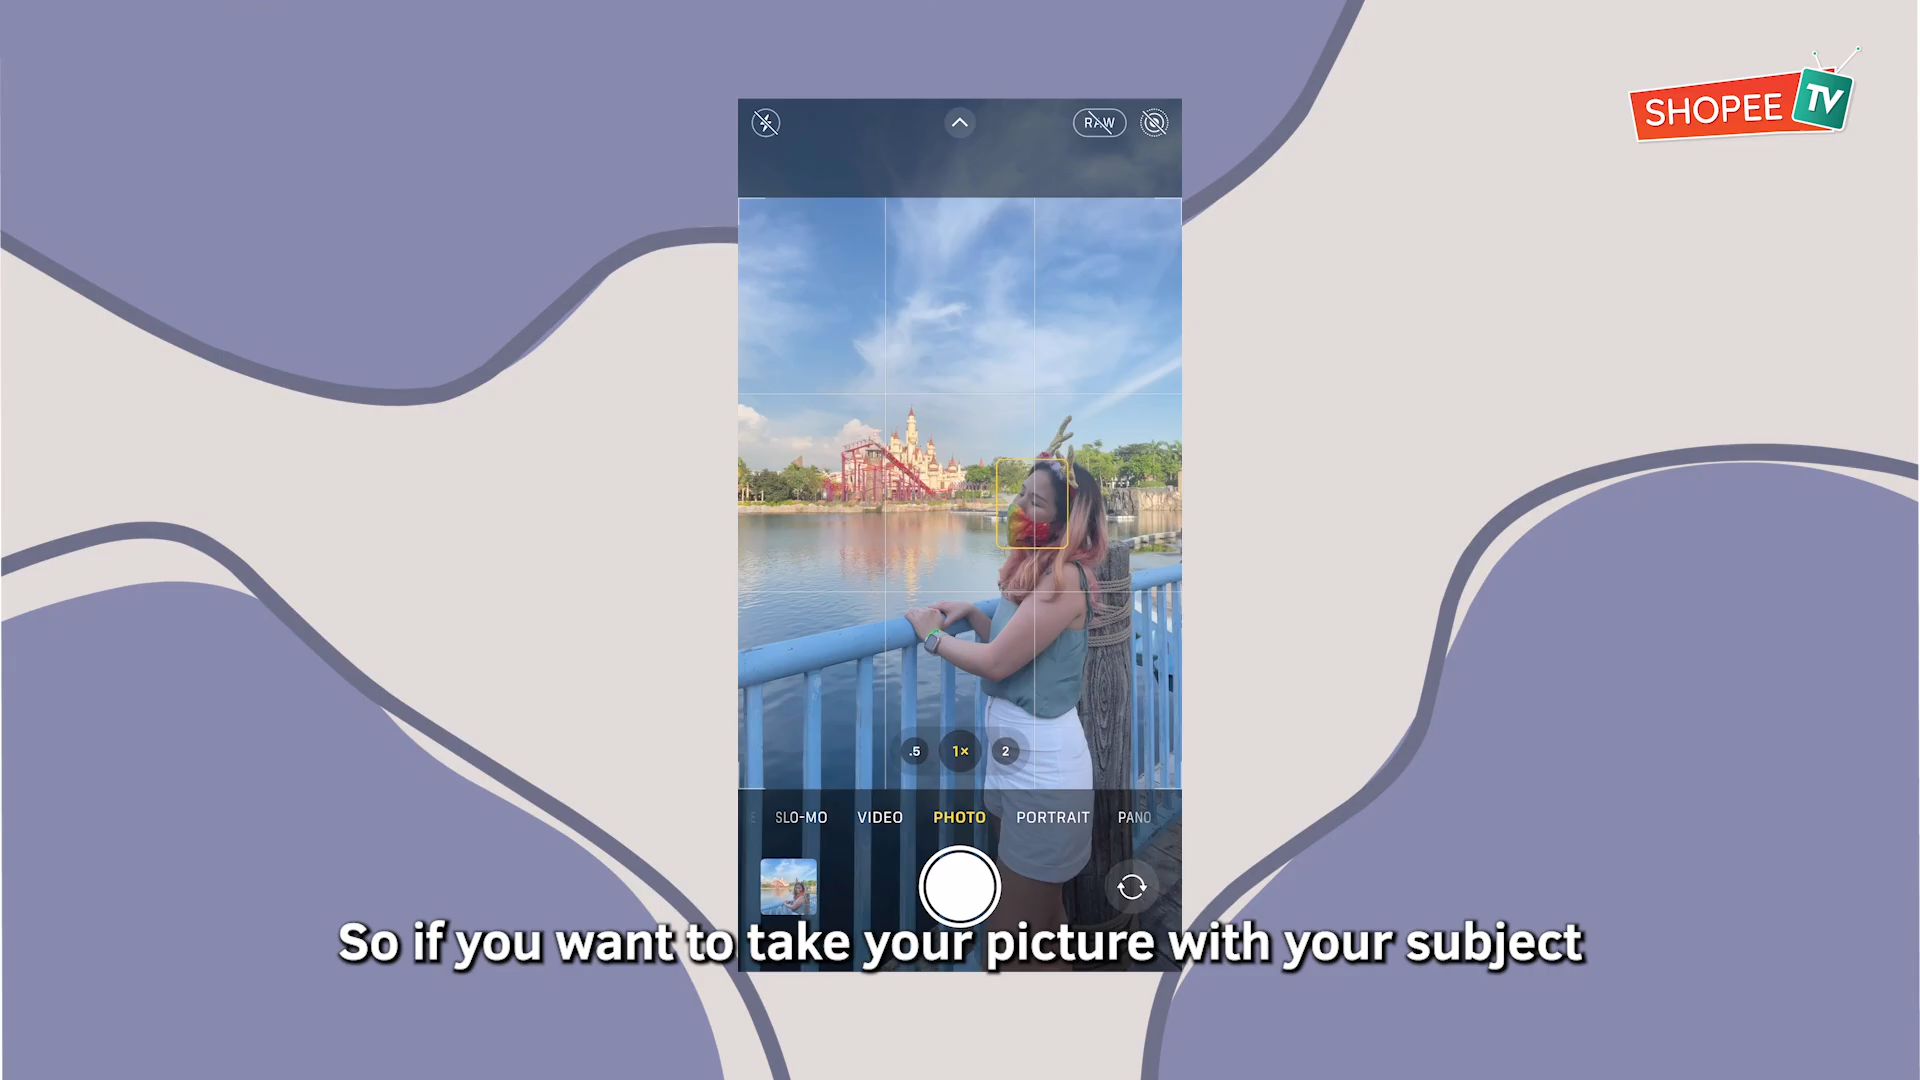 SHOPEE TV
RAW
.5 1× 2
SLO-MO VIDEO PHOTO PORTRAIT PANO
So if you want to take your picture with your subject